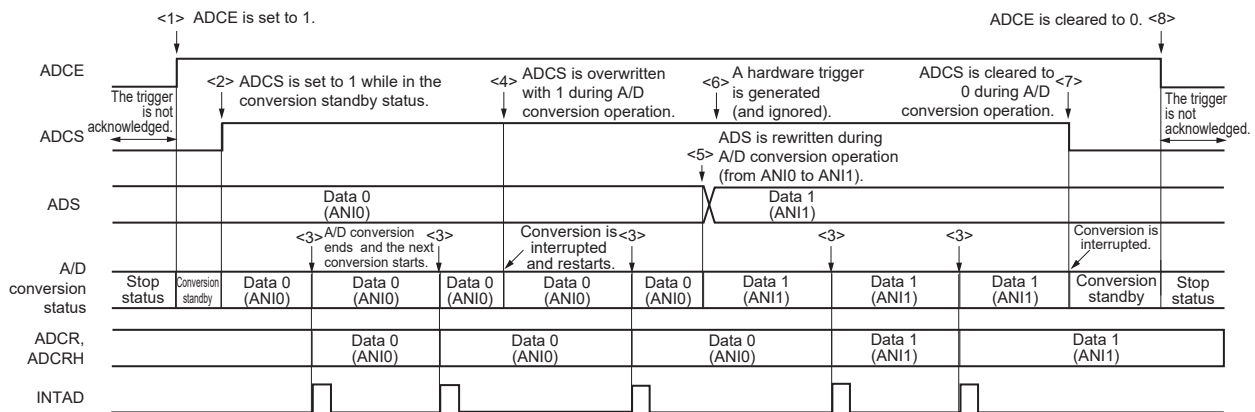 <1> ADCE is set to 1.
ADCE is cleared to 0. <8>
ADCE
The trigger
is not
acknowledged.
<2> ADCS is set to 1 while in the
conversion standby status.
<4> ADCS is overwritten
with 1 during A/D
conversion operation.
<6> A hardware trigger
is generated
(and ignored).
ADCS is cleared to <7>
0 during A/D
conversion operation.
The trigger
is not
acknowledged.
ADCS
<5> ADS is rewritten during
A/D conversion operation
(from ANI0 to ANI1).
ADS
Data 0
(ANI0)
Data 1
(ANI1)
<3> A/D conversion
ends and the next
conversion starts.
<3>
Conversion is
interrupted
and restarts.
<3>
<3>
<3>
Conversion is
interrupted.
A/D
conversion
status
Stop
status
Conversion
standby
Data 0
(ANI0)
Data 0
(ANI0)
Data 0
(ANI0)
Data 0
(ANI0)
Data 0
(ANI0)
Data 1
(ANI1)
Data 1
(ANI1)
Data 1
(ANI1)
Conversion
standby
Stop
status
ADCR,
ADCRH
Data 0
(ANI0)
Data 0
(ANI0)
Data 0
(ANI0)
Data 1
(ANI1)
Data 1
(ANI1)
INTAD